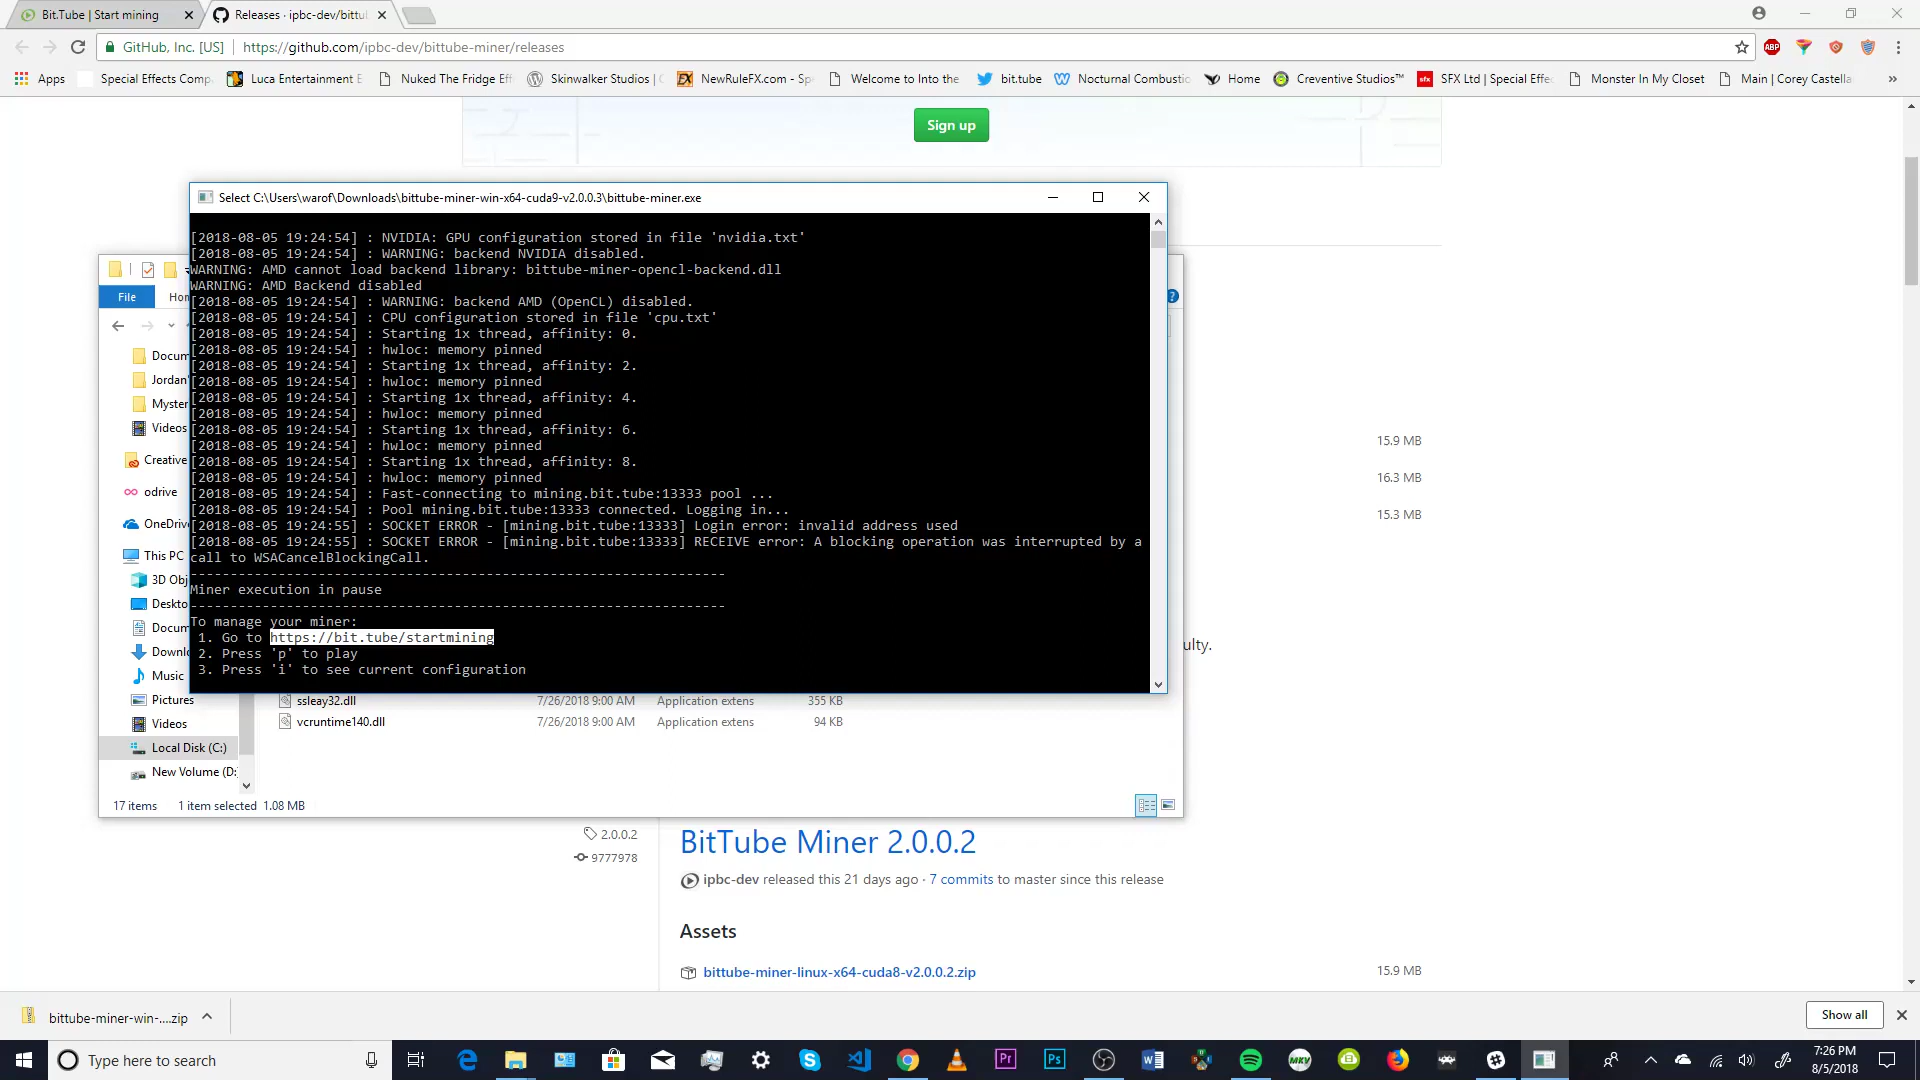 Bit.Tube | Start mining
Releases · ipbc-dev/bittu
GitHub, Inc. [US]
https://github.com/ipbc-dev/bittube-miner/releases
ABP
Apps
Special Effects Comp
Luca Entertainment E
Nuked The Fridge Ef
Skinwalker Studios | (
FX
NewRuleFX.com - Sp
Welcome to Into the
bit.tube
Nocturnal Combustio
Home
Creventive Studios™
sfx
SFX Ltd | Special Effe
Monster In My Closet
Main | Corey Castella
»
Sign up
Select C:\Users\warof\Downloads\bittube-miner-win-x64-cuda9-v2.0.0.3\bittube-miner.exe
[2018-08-05 19:24:54] : NVIDIA: GPU configuration stored in file 'nvidia.txt'
[2018-08-05 19:24:54] : WARNING: backend NVIDIA disabled.
WARNING: AMD cannot load backend library: bittube-miner-opencl-backend.dll
WARNING: AMD Backend disabled
[2018-08-05 19:24:54] : WARNING: backend AMD (OpenCL) disabled.
[2018-08-05 19:24:54] : CPU configuration stored in file 'cpu.txt'
[2018-08-05 19:24:54] : Starting 1x thread, affinity: 0.
[2018-08-05 19:24:54] : hwloc: memory pinned
[2018-08-05 19:24:54] : Starting 1x thread, affinity: 2.
[2018-08-05 19:24:54] : hwloc: memory pinned
[2018-08-05 19:24:54] : Starting 1x thread, affinity: 4.
[2018-08-05 19:24:54] : hwloc: memory pinned
[2018-08-05 19:24:54] : Starting 1x thread, affinity: 6.
[2018-08-05 19:24:54] : hwloc: memory pinned
[2018-08-05 19:24:54] : Starting 1x thread, affinity: 8.
[2018-08-05 19:24:54] : hwloc: memory pinned
[2018-08-05 19:24:54] : Fast-connecting to mining.bit.tube:13333 pool ...
[2018-08-05 19:24:54] : Pool mining.bit.tube:13333 connected. Logging in...
[2018-08-05 19:24:55] : SOCKET ERROR - [mining.bit.tube:13333] Login error: invalid address used
[2018-08-05 19:24:55] : SOCKET ERROR - [mining.bit.tube:13333] RECEIVE error: A blocking operation was interrupted by a
call to WSACancelBlockingCall.
-------------------------------------------------------------------
Miner execution in pause
-------------------------------------------------------------------
To manage your miner:
1. Go to https://bit.tube/startmining
2. Press 'p' to play
3. Press 'i' to see current configuration
File
Hom
Docum
Jordan'
Myster
Videos
Creative
odrive
OneDriv
This PC
3D Obj
Deskto
Docum
Downl
Music
Pictures
Videos
Local Disk (C:)
New Volume (D:
ssleay32.dll
7/26/2018 9:00 AM
Application extens
355 KB
vcruntime140.dll
7/26/2018 9:00 AM
Application extens
94 KB
17 items
1 item selected 1.08 MB
15.9 MB
16.3 MB
15.3 MB
ulty.
2.0.0.2
9777978
BitTube Miner 2.0.0.2
ipbc-dev released this 21 days ago · 7 commits to master since this release
Assets
bittube-miner-linux-x64-cuda8-v2.0.0.2.zip
15.9 MB
bittube-miner-win-....zip
Show all
Type here to search
Pr
Ps
MKV
7:26 PM
8/5/2018